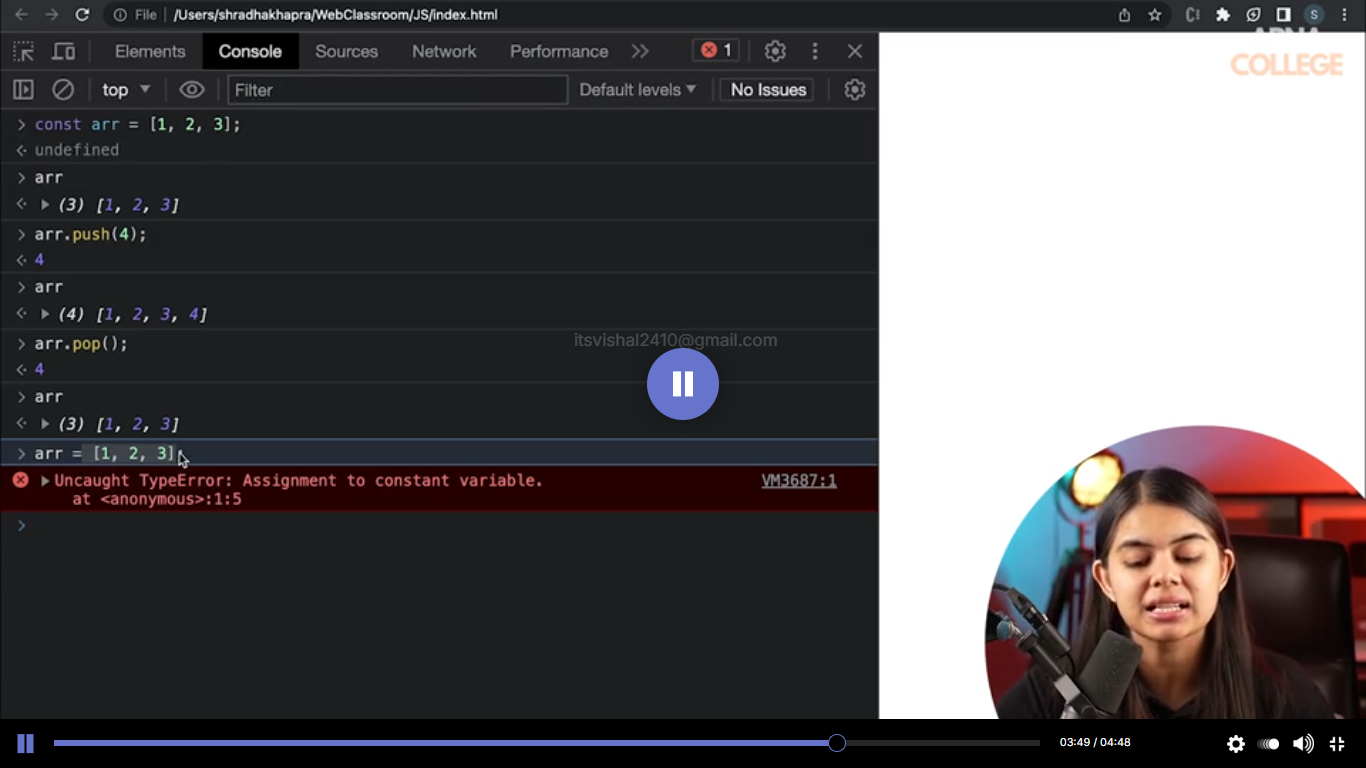 File | /Users/shradhakhapra/WebClassroom/JS/index.html
S
Elements Console Sources Network Performance 1
top Filter Default levels No Issues
COLLEGE
const arr = [1, 2, 3];
undefined
arr
(3) [1, 2, 3]
arr.push(4);
4
arr
(4) [1, 2, 3, 4]
arr.pop();
4
arr
(3) [1, 2, 3]
arr = [1, 2, 3];
Uncaught TypeError: Assignment to constant variable. VM3687:1
at <anonymous>:1:5
itsvishal2410@gmail.com
03:49 / 04:48